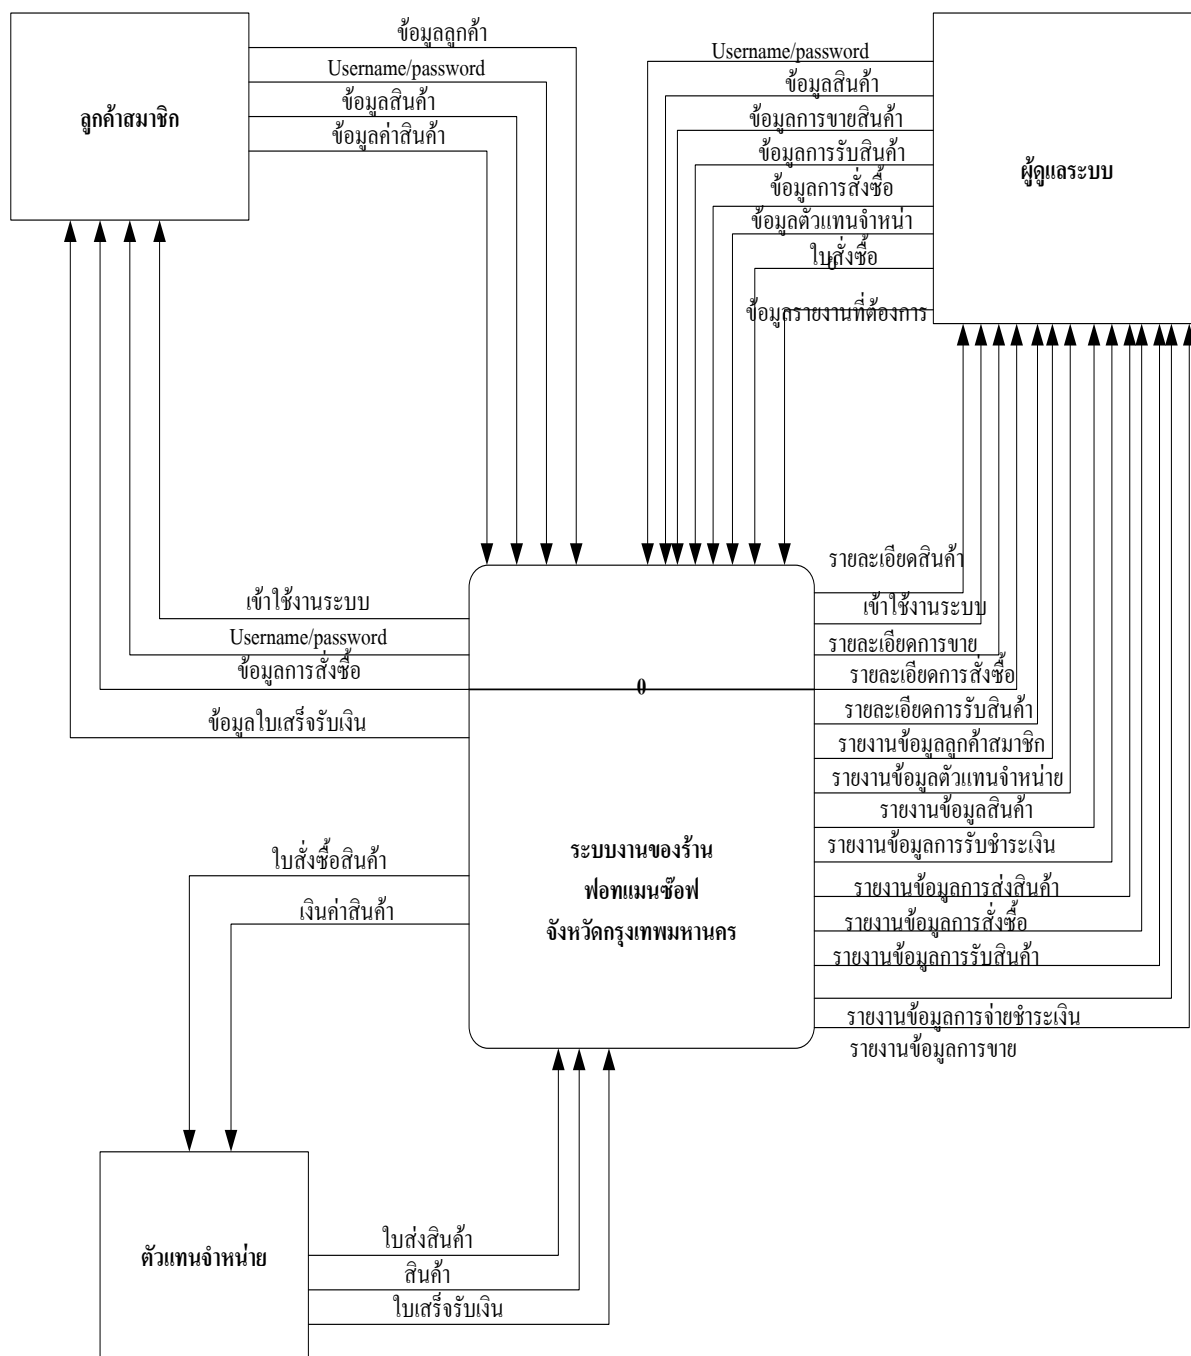 ลูกค้าสมาชิก
ข้อมูลลูกค้า
Username/password
ข้อมูลสินค้า
ข้อมูลค่าสินค้า
Username/password
ข้อมูลสินค้า
ข้อมูลการขายสินค้า
ข้อมูลการรับสินค้า
ข้อมูลการสั่งซื้อ
ข้อมูลตัวแทนจำหน่า
ย
ใบสั่งซื้อ
ข้อมูลรายงานที่ต้องการ
ผู้ดูแลระบบ
เข้าใช้งานระบบ
Username/password
ข้อมูลการสั่งซื้อ
ข้อมูลใบเสร็จรับเงิน
0
ระบบงานของร้าน
ฟอทแมนช๊อฟ
จังหวัดกรุงเทพมหานคร
รายละเอียดสินค้า
เข้าใช้งานระบบ
รายละเอียดการขาย
รายละเอียดการสั่งซื้อ
รายละเอียดการรับสินค้า
รายงานข้อมูลลูกค้าสมาชิก
รายงานข้อมูลตัวแทนจำหน่าย
รายงานข้อมูลสินค้า
รายงานข้อมูลการรับชำระเงิน
รายงานข้อมูลการส่งสินค้า
รายงานข้อมูลการสั่งซื้อ
รายงานข้อมูลการรับสินค้า
รายงานข้อมูลการจ่ายชำระเงิน
รายงานข้อมูลการขาย
ใบสั่งซื้อสินค้า
เงินค่าสินค้า
ตัวแทนจำหน่าย
ใบส่งสินค้า
สินค้า
ใบเสร็จรับเงิน